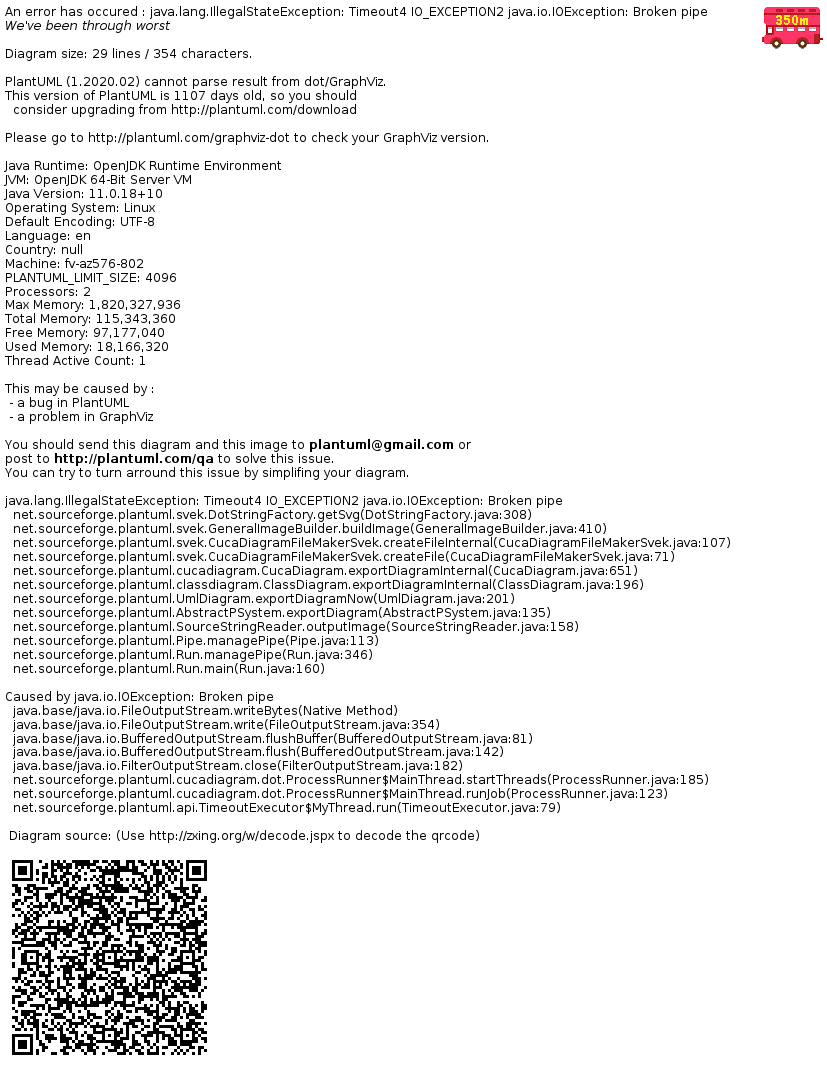 An error has occured : java.lang.IllegalStateException: Timeout4 IO_EXCEPTION2 java.io.IOException: Broken pipe
350m
We've been through worst
Diagram size: 29 lines / 354 characters.
PlantUML (1.2020.02) cannot parse result from dot/GraphViz.
This version of PlantUML is 1107 days old, so you should
consider upgrading from http://plantuml.com/download
Please go to http://plantuml.com/graphviz-dot to check your GraphViz version.
Java Runtime: OpenJDK Runtime Environment
JVM: OpenJDK 64-Bit Server VM
Java Version: 11.0.18+10
Operating System: Linux
Default Encoding: UTF-8
Language: en
Country: null
Machine: fv-az576-802
PLANTUML_LIMIT_SIZE: 4096
Processors: 2
Max Memory: 1,820,327,936
Total Memory: 115,343,360
Free Memory: 97,177,040
Used Memory: 18,166,320
Thread Active Count: 1
This may be caused by :
- a bug in PlantUML
- a problem in GraphViz
You should send this diagram and this image to plantuml@gmail.com or
post to http://plantuml.com/qa to solve this issue.
You can try to turn arround this issue by simplifing your diagram.
java.lang.IllegalStateException: Timeout4 IO_EXCEPTION2 java.io.IOException: Broken pipe
net.sourceforge.plantuml.svek.DotStringFactory.getSvg(DotStringFactory.java:308)
net.sourceforge.plantuml.svek.GeneralImageBuilder.buildImage(GeneralImageBuilder.java:410)
net.sourceforge.plantuml.svek.CucaDiagramFileMakerSvek.createFileInternal(CucaDiagramFileMakerSvek.java:107)
net.sourceforge.plantuml.svek.CucaDiagramFileMakerSvek.createFile(CucaDiagramFileMakerSvek.java:71)
net.sourceforge.plantuml.cucadiagram.CucaDiagram.exportDiagramInternal(CucaDiagram.java:651)
net.sourceforge.plantuml.classdiagram.ClassDiagram.exportDiagramInternal(ClassDiagram.java:196)
net.sourceforge.plantuml.UmlDiagram.exportDiagramNow(UmlDiagram.java:201)
net.sourceforge.plantuml.AbstractPSystem.exportDiagram(AbstractPSystem.java:135)
net.sourceforge.plantuml.SourceStringReader.outputImage(SourceStringReader.java:158)
net.sourceforge.plantuml.Pipe.managePipe(Pipe.java:113)
net.sourceforge.plantuml.Run.managePipe(Run.java:346)
net.sourceforge.plantuml.Run.main(Run.java:160)
Caused by java.io.IOException: Broken pipe
java.base/java.io.FileOutputStream.writeBytes(Native Method)
java.base/java.io.FileOutputStream.write(FileOutputStream.java:354)
java.base/java.io.BufferedOutputStream.flushBuffer(BufferedOutputStream.java:81)
java.base/java.io.BufferedOutputStream.flush(BufferedOutputStream.java:142)
java.base/java.io.FilterOutputStream.close(FilterOutputStream.java:182)
net.sourceforge.plantuml.cucadiagram.dot.ProcessRunner$MainThread.startThreads(ProcessRunner.java:185)
net.sourceforge.plantuml.cucadiagram.dot.ProcessRunner$MainThread.runJob(ProcessRunner.java:123)
net.sourceforge.plantuml.api.TimeoutExecutor$MyThread.run(TimeoutExecutor.java:79)
Diagram source: (Use http://zxing.org/w/decode.jspx to decode the qrcode)